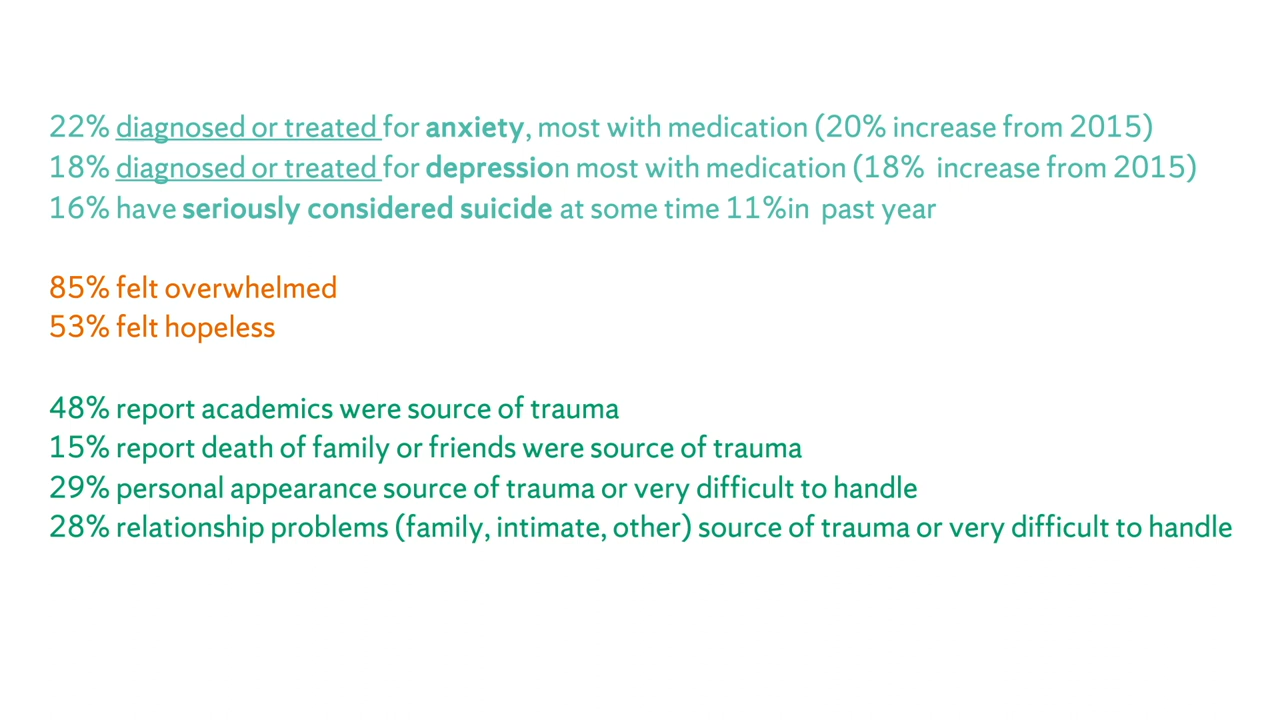 22% diagnosed or treated for anxiety, most with medication (20% increase from 2015)
18% diagnosed or treated for depression most with medication (18%  increase from 2015)
16% have seriously considered suicide at some time 11%in  past year
85% felt overwhelmed
53% felt hopeless
48% report academics were source of trauma
15% report death of family or friends were source of trauma
29% personal appearance source of trauma or very difficult to handle
28% relationship problems (family, intimate, other) source of trauma or very difficult to handle